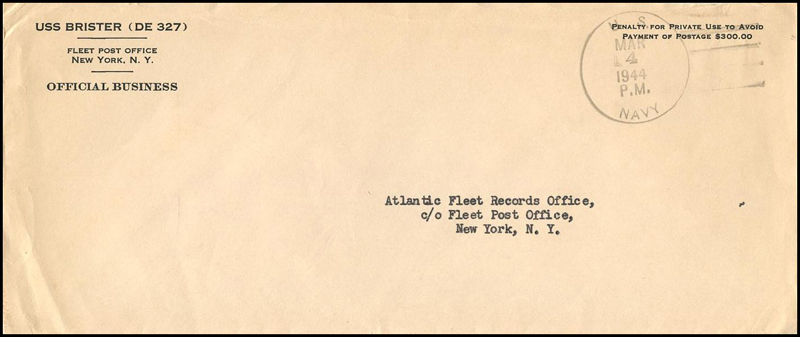 USS BRISTER (DE 327)
FLEET POST OFFICE
NEW YORK, N. Y.
OFFICIAL BUSINESS
PENALTY FOR PRIVATE USE TO AVOID
PAYMENT OF POSTAGE $300.00
U. S.
MAR
4
1944
P.M.
NAVY
Atlantic Fleet Records Office,
c/o Fleet Post Office,
New York, N. Y.